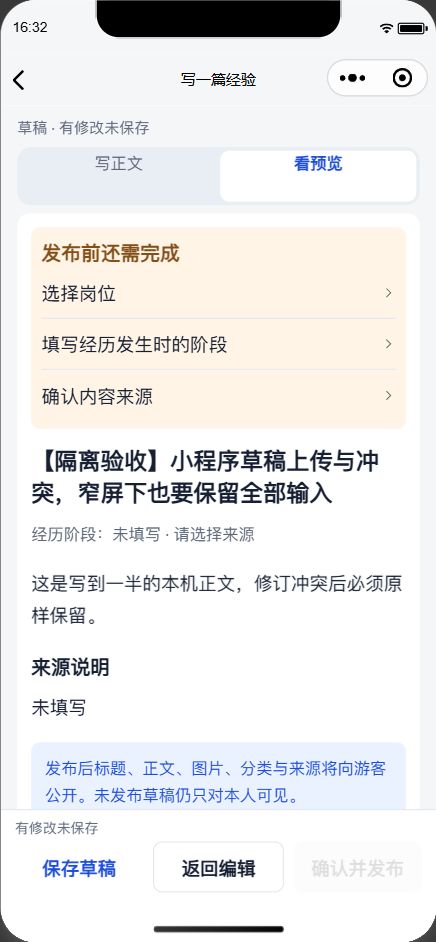 16:32
写一篇经验
草稿 · 有修改未保存
写正文
看预览
发布前还需完成
选择岗位
填写经历发生时的阶段
确认内容来源
【隔离验收】小程序草稿上传与冲
突，窄屏下也要保留全部输入
经历阶段：未填写 · 请选择来源
这是写到一半的本机正文，修订冲突后必须原
样保留。
来源说明
未填写
发布后标题、正文、图片、分类与来源将向游客
公开。未发布草稿仍只对本人可见。
有修改未保存
保存草稿
返回编辑
确认并发布